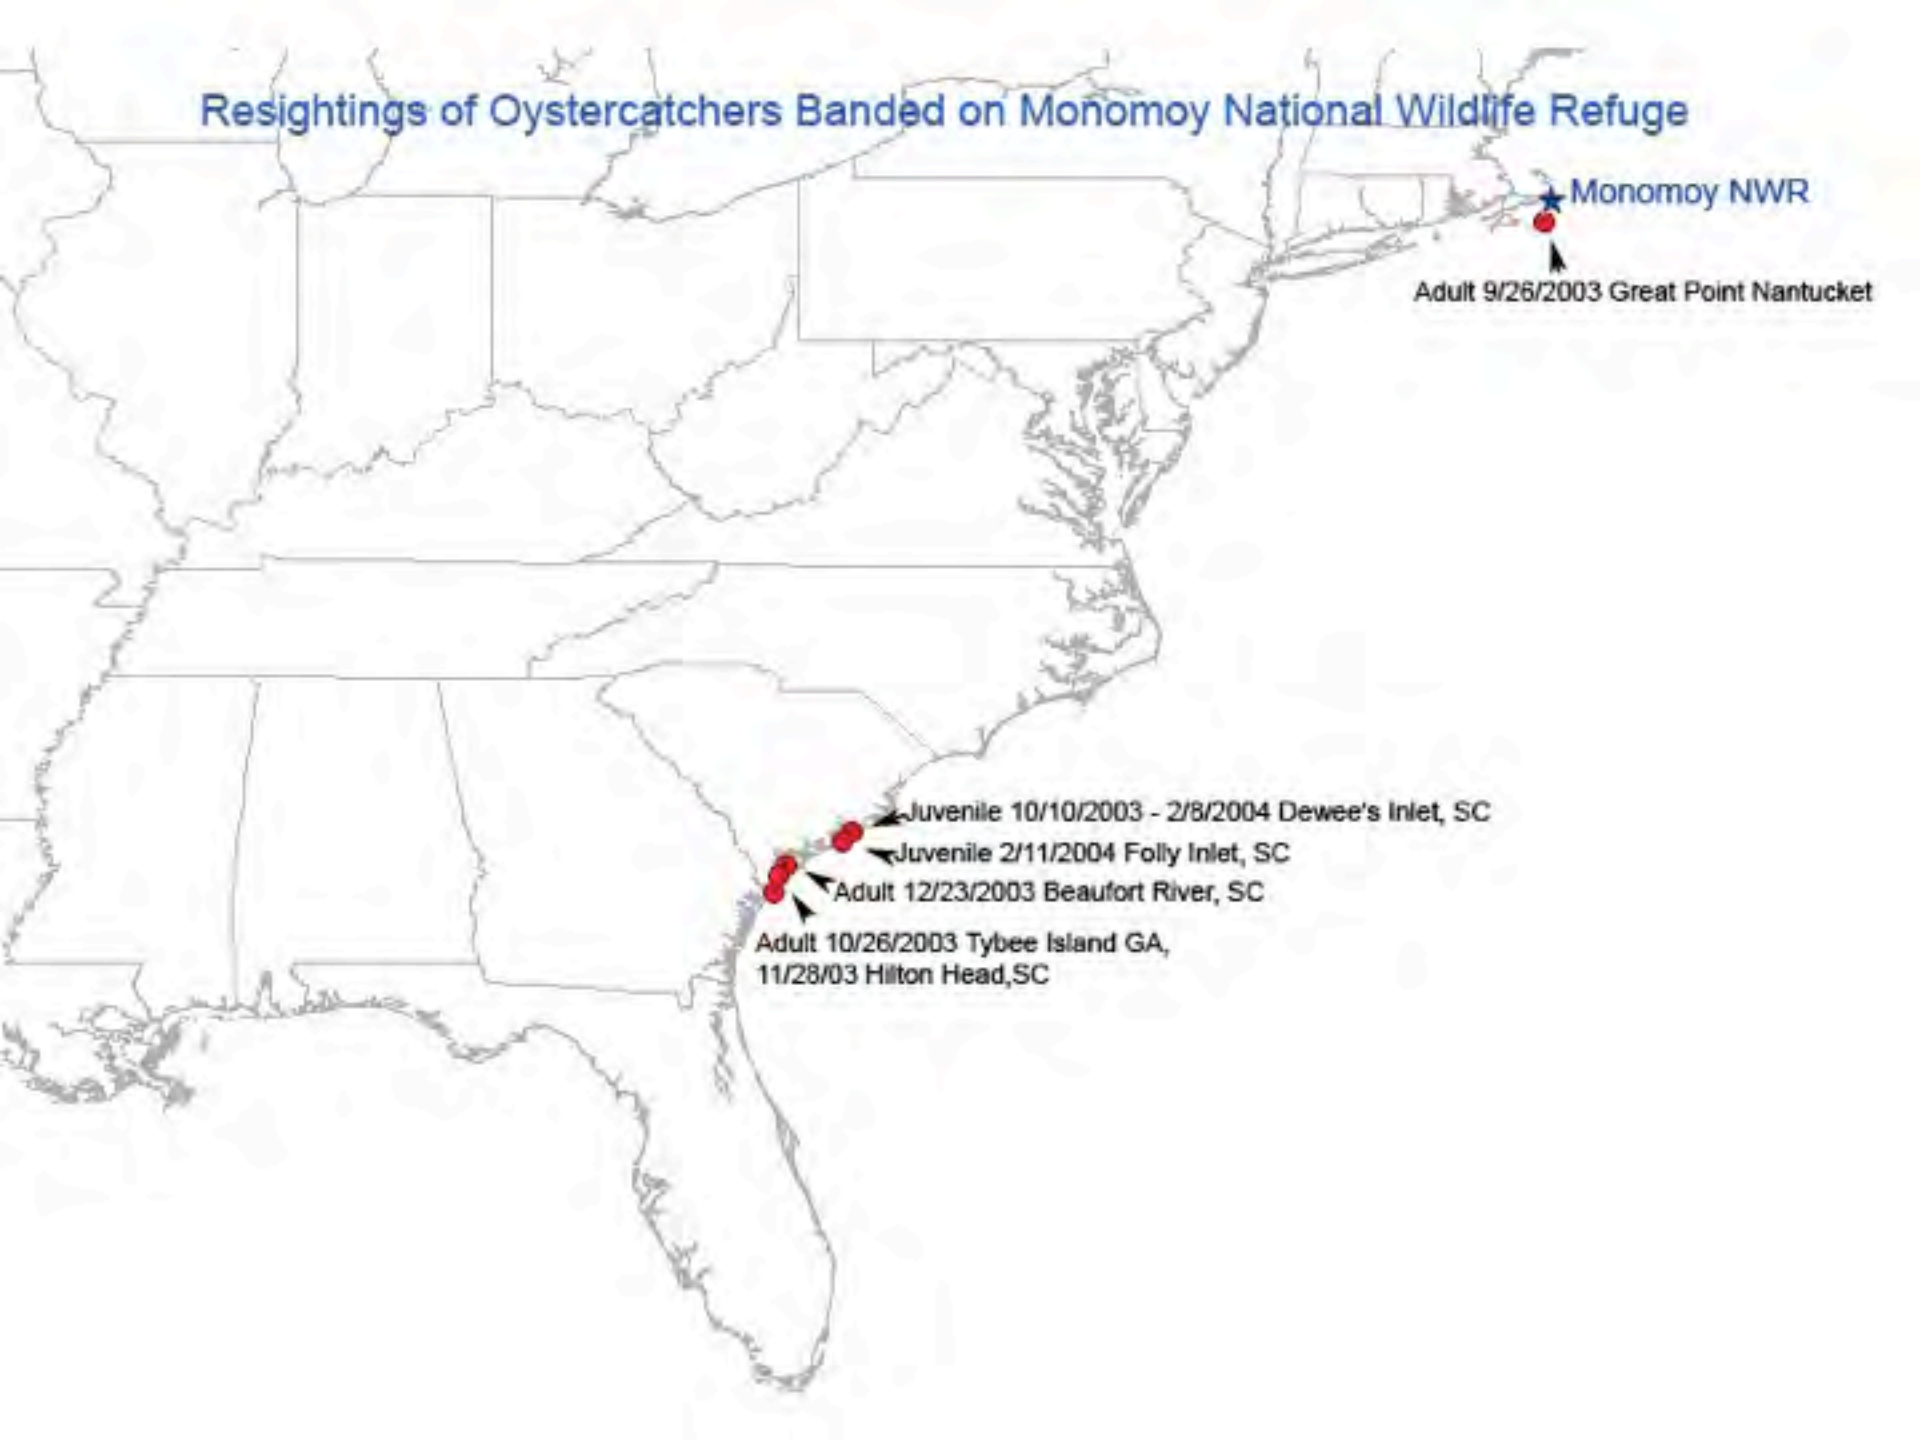 Resightings of Oystercatchers Banded on Monomoy National Wildlife Refuge
Monomoy NWR
Adult 9/26/2003 Great Point Nantucket
Juvenile 10/10/2003 - 2/8/2004 Dewee's Inlet, SC
Juvenile 2/11/2004 Folly Inlet, SC
Adult 12/23/2003 Beaufort River, SC
Adult 10/26/2003 Tybee Island GA,
11/28/03 Hilton Head,SC